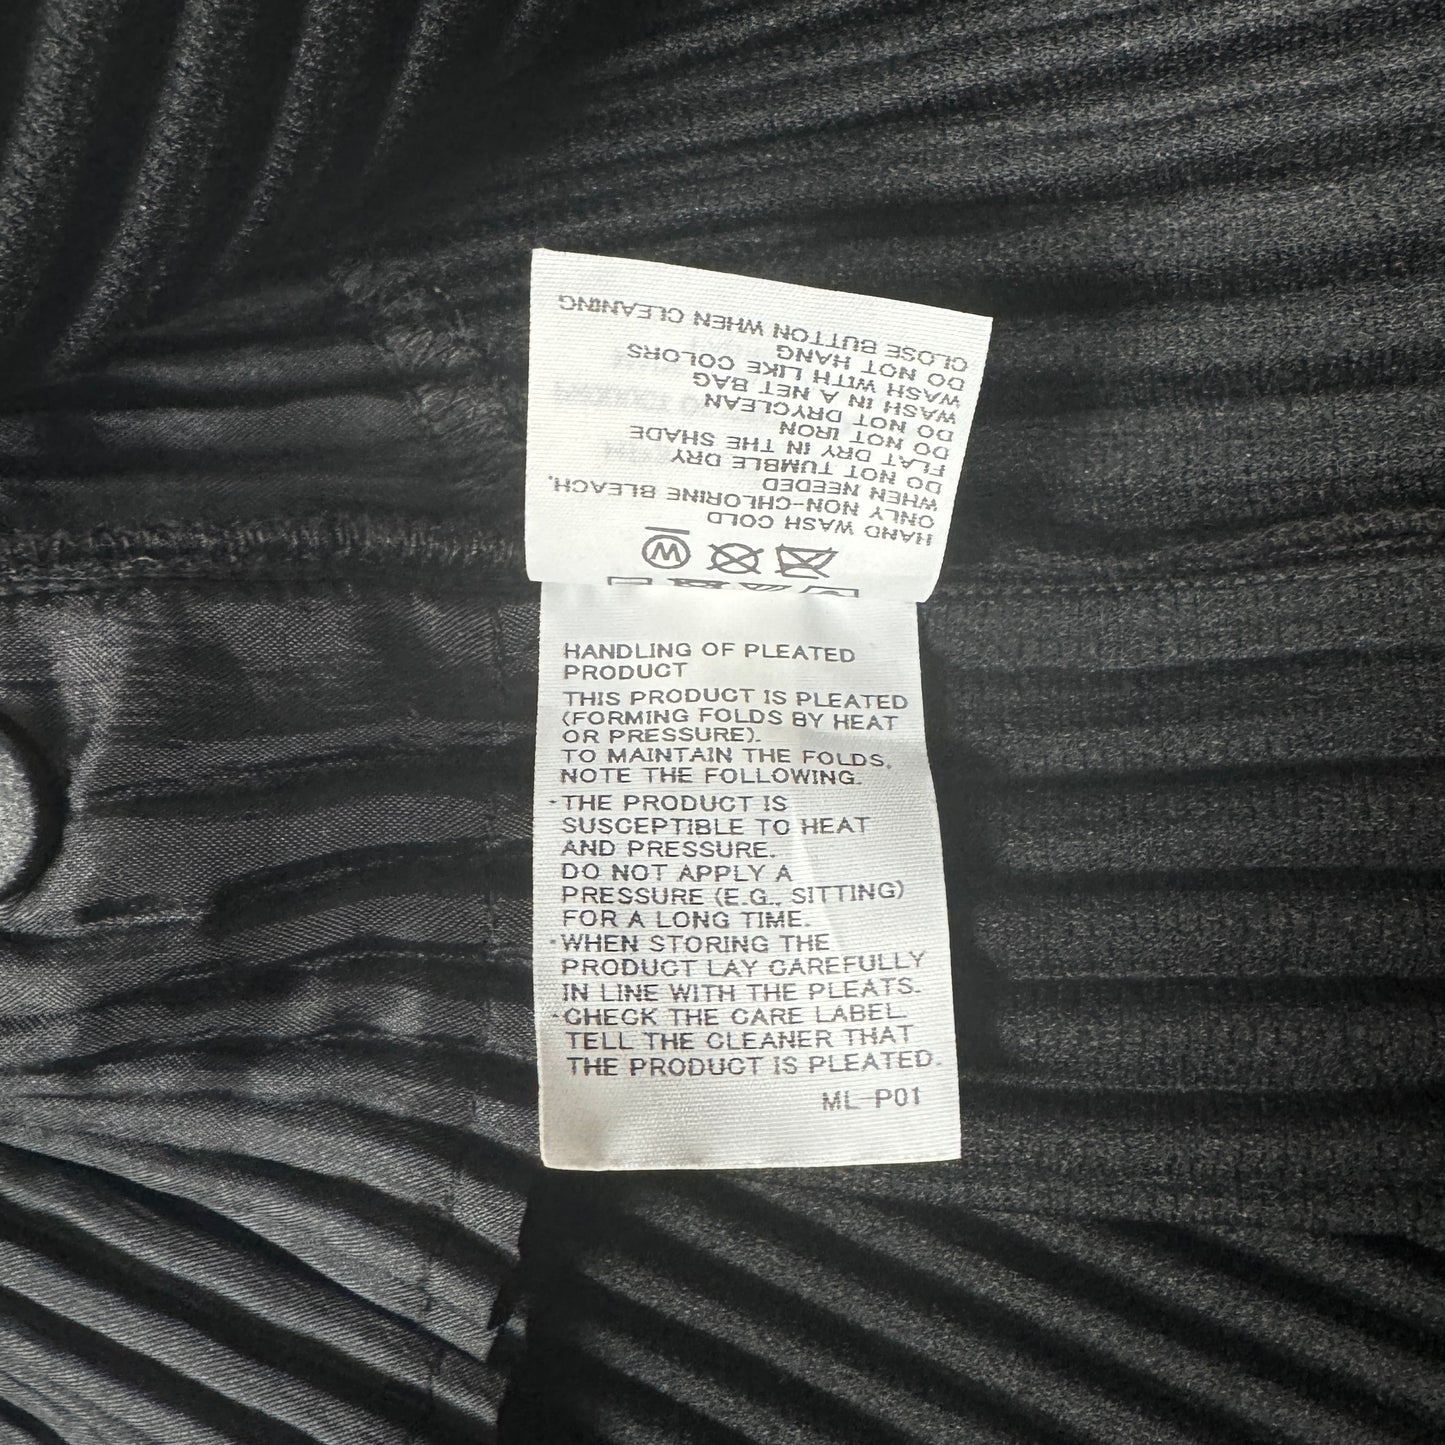 HAND WASH COLD
ONLY NON-CHLORINE BLEACH,
WHEN NEEDED
DO NOT TUMBLE DRY
FLAT DRY IN THE SHADE
DO NOT IRON
DO NOT DRYCLEAN
WASH IN A NET BAG
WASH WITH LIKE COLORS
DO NOT HANG
CLOSE BUTTON WHEN CLEANING
W
HANDLING OF PLEATED
PRODUCT
THIS PRODUCT IS PLEATED
(FORMING FOLDS BY HEAT
OR PRESSURE).
TO MAINTAIN THE FOLDS,
NOTE THE FOLLOWING.
·THE PRODUCT IS
SUSCEPTIBLE TO HEAT
AND PRESSURE.
DO NOT APPLY A
PRESSURE (E.G., SITTING)
FOR A LONG TIME.
·WHEN STORING THE
PRODUCT LAY CAREFULLY
IN LINE WITH THE PLEATS.
·CHECK THE CARE LABEL.
TELL THE CLEANER THAT
THE PRODUCT IS PLEATED.
ML-P01